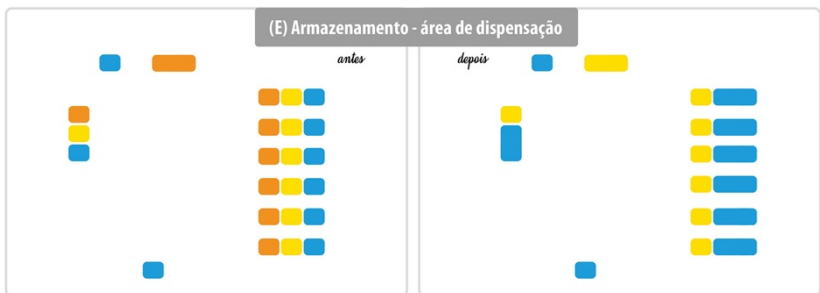 (E) Armazenamento - área de dispensação
antes
depois